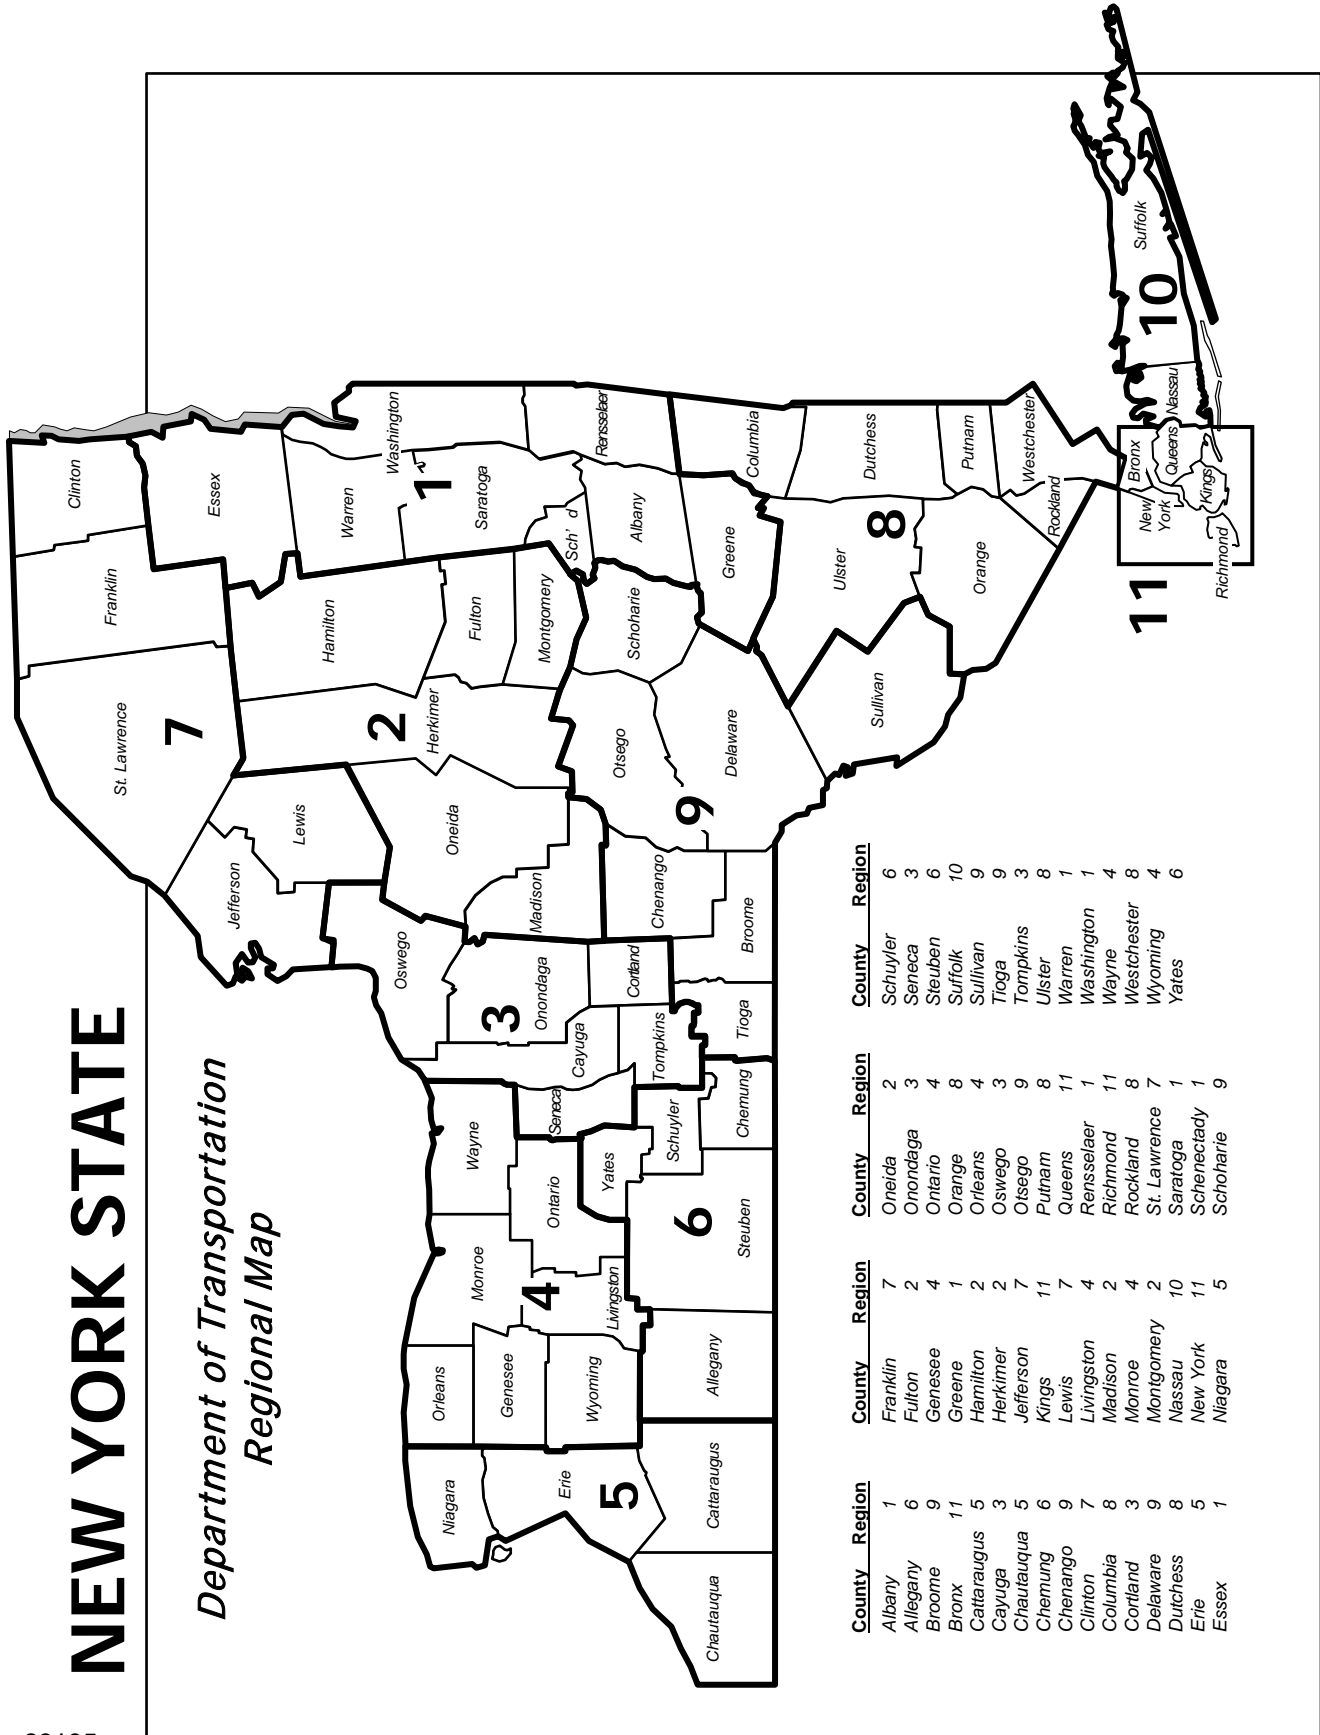 NEW YORK STATE
Department of Transportation
Regional Map
Clinton
Franklin
St. Lawrence
7
Essex
Jefferson
Lewis
Hamilton
Warren
Washington
2
Herkimer
1
Oswego
Oneida
Fulton
Saratoga
Niagara
Orleans
Monroe
Wayne
3
Onondaga
Madison
Montgomery
Sch' d
Rensselaer
Genesee
4
Ontario
Seneca
Cayuga
Erie
5
Wyoming
Livingston
Yates
Cortland
Otsego
Schoharie
Albany
Tompkins
Schuyler
Chenango
9
6
Chautauqua
Cattaraugus
Allegany
Steuben
Chemung
Tioga
Broome
Delaware
Greene
Columbia
Ulster
8
Dutchess
Sullivan
Orange
Putnam
Rockland
Westchester
11
New
York
Bronx
Queens
Kings
Richmond
Nassau
10
Suffolk
County Region County Region County Region County Region
Albany 1 Franklin 7 Oneida 2 Schuyler 6
Allegany 6 Fulton 2 Onondaga 3 Seneca 3
Broome 9 Genesee 4 Ontario 4 Steuben 6
Bronx 11 Greene 1 Orange 8 Suffolk 10
Cattaraugus 5 Hamilton 2 Orleans 4 Sullivan 9
Cayuga 3 Herkimer 2 Oswego 3 Tioga 9
Chautauqua 5 Jefferson 7 Otsego 9 Tompkins 3
Chemung 6 Kings 11 Putnam 8 Ulster 8
Chenango 9 Lewis 7 Queens 11 Warren 1
Clinton 7 Livingston 4 Rensselaer 1 Washington 1
Columbia 8 Madison 2 Richmond 11 Wayne 4
Cortland 3 Monroe 4 Rockland 8 Westchester 8
Delaware 9 Montgomery 2 St. Lawrence 7 Wyoming 4
Dutchess 8 Nassau 10 Saratoga 1 Yates 6
Erie 5 New York 11 Schenectady 1
Essex 1 Niagara 5 Schoharie 9